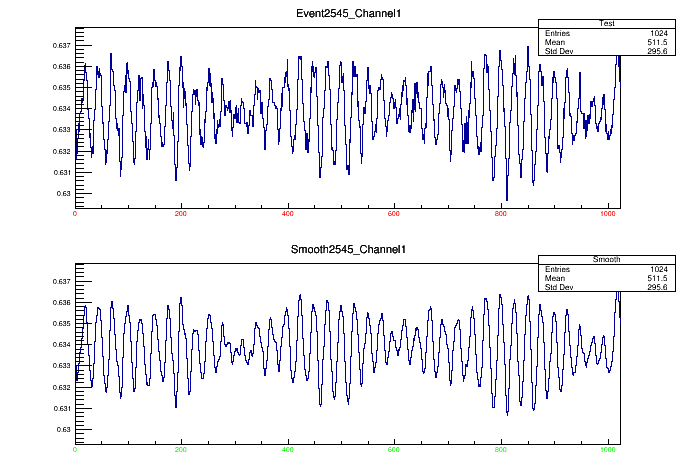 Event2545_Channel1
Test
Entries 1024
Mean 511.5
Std Dev 295.6
0.637
0.636
0.635
0.634
0.633
0.632
0.631
0.63
0 200 400 600 800 1000
Smooth2545_Channel1
Smooth
Entries 1024
Mean 511.5
Std Dev 295.6
0.637
0.636
0.635
0.634
0.633
0.632
0.631
0.63
0 200 400 600 800 1000